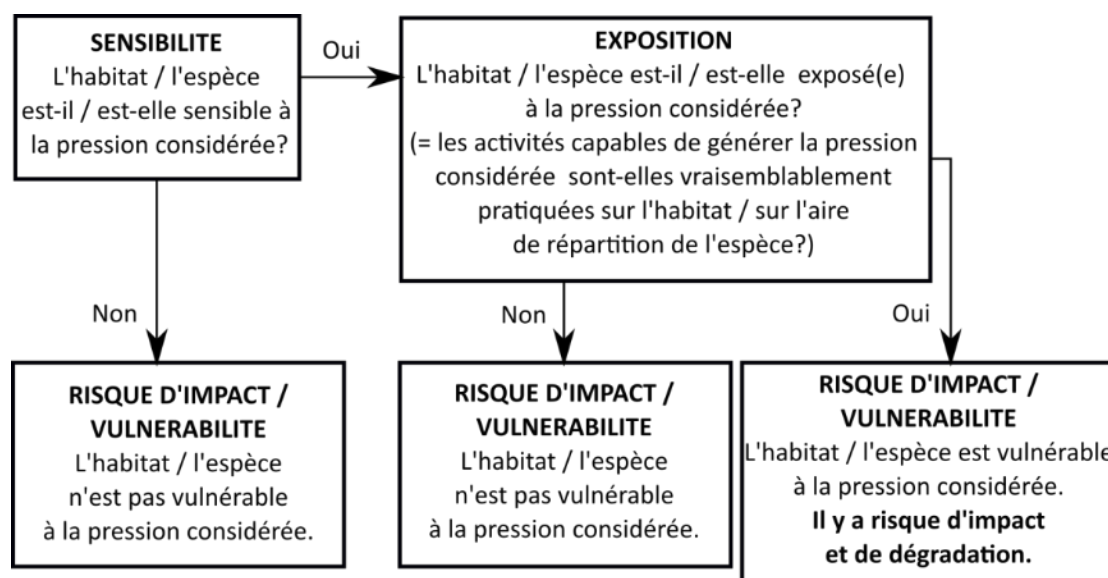 SENSIBILITE
L'habitat / l'espèce
est-il / est-elle sensible à
la pression considérée?
Oui
EXPOSITION
L'habitat / l'espèce est-il / est-elle exposé(e)
à la pression considérée?
(= les activités capables de générer la pression
considérée sont-elles vraisemblablement
pratiquées sur l'habitat / sur l'aire
de répartition de l'espèce?)
Non
Non
Oui
RISQUE D'IMPACT /
VULNERABILITE
L'habitat / l'espèce
n'est pas vulnérable
à la pression considérée.
RISQUE D'IMPACT /
VULNERABILITE
L'habitat / l'espèce
n'est pas vulnérable
à la pression considérée.
RISQUE D'IMPACT /
VULNERABILITE
L'habitat / l'espèce est vulnérable
à la pression considérée.
Il y a risque d'impact
et de dégradation.